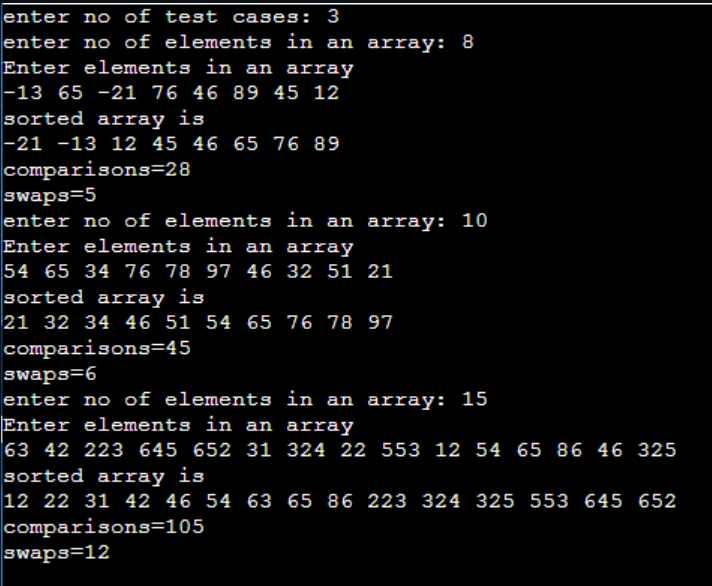 enter no of test cases: 3
enter no of elements in an array: 8
Enter elements in an array
-13 65 -21 76 46 89 45 12
sorted array is
-21 -13 12 45 46 65 76 89
comparisons=28
swaps=5
enter no of elements in an array: 10
Enter elements in an array
54 65 34 76 78 97 46 32 51 21
sorted array is
21 32 34 46 51 54 65 76 78 97
comparisons=45
swaps=6
enter no of elements in an array: 15
Enter elements in an array
63 42 223 645 652 31 324 22 553 12 54 65 86 46 325
sorted array is
12 22 31 42 46 54 63 65 86 223 324 325 553 645 652
comparisons=105
swaps=12